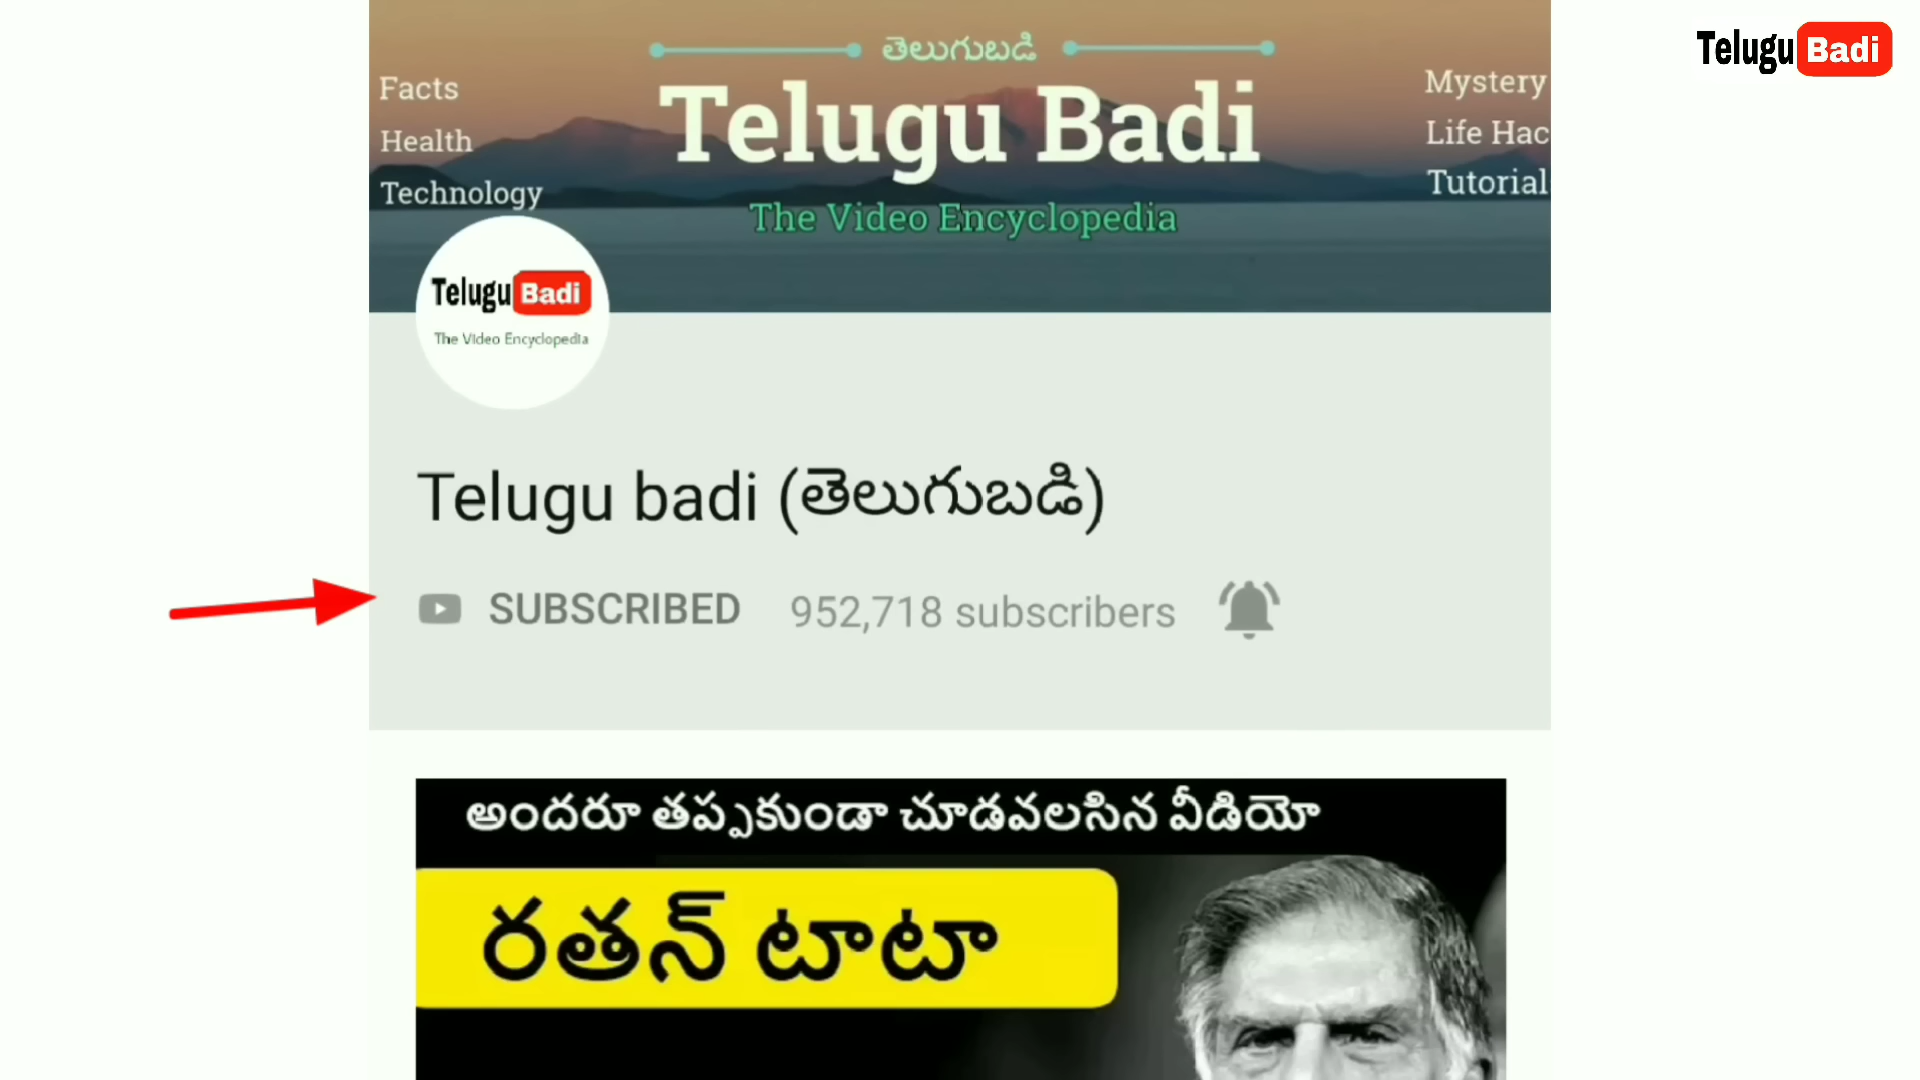 తెలుగుబడి
Telugu Badi
The Video Encyclopedia
Facts
Health
Technology
Mystery
Life Hac
Tutorial
Telugu Badi
Telugu Badi
The Video Encyclopedia
Telugu badi (తెలుగుబడి)
SUBSCRIBED 952,718 subscribers
అందరూ తప్పకుండా చూడవలసిన వీడియో
రతన్ టాటా